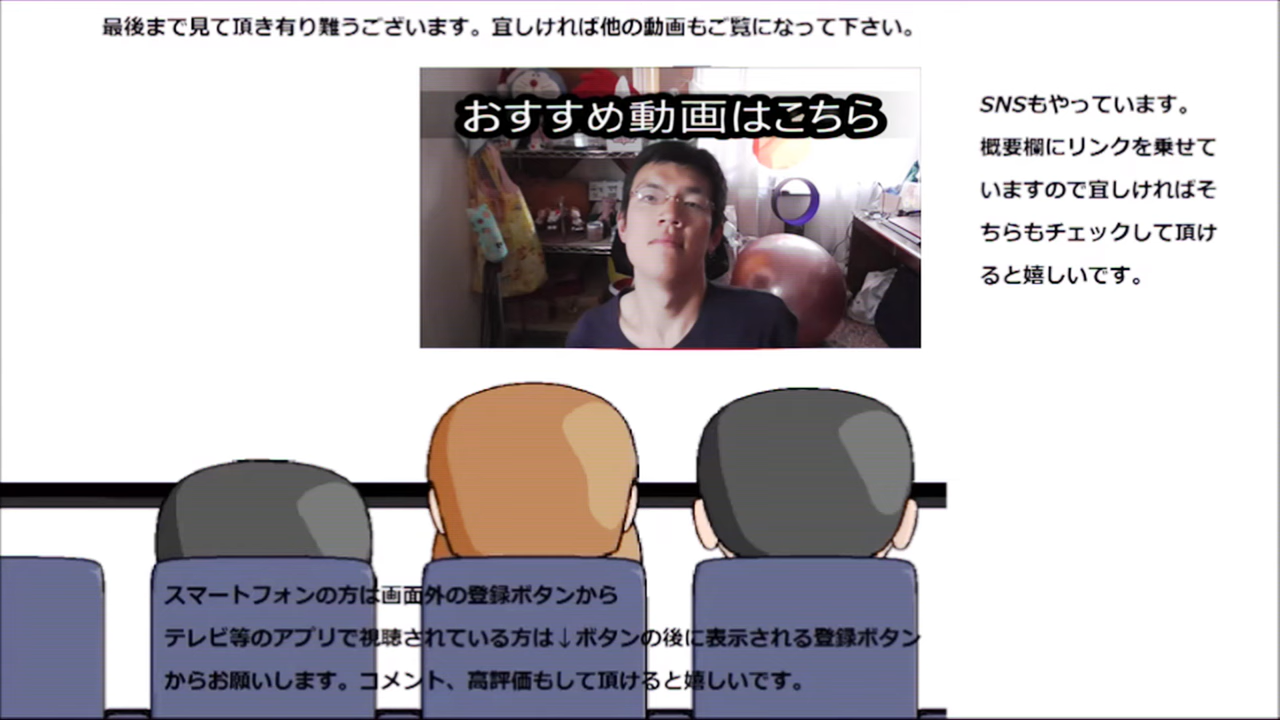 最後まで見て頂き有り難うございます。宜しければ他の動画もご覧になって下さい。
おすすめ動画はこちら
SNSもやっています。
概要欄にリンクを乗せて
いますので宜しければそ
ちらもチェックして頂け
ると嬉しいです。
スマートフォンの方は画面外の登録ボタンから
テレビ等のアプリで視聴されている方は↓ボタンの後に表示される登録ボタン
からお願いします。コメント、高評価もして頂けると嬉しいです。